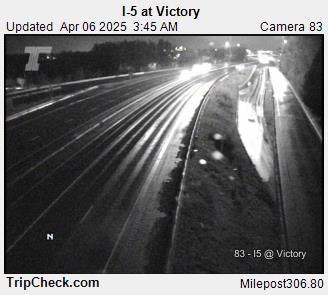 I-5 at Victory
Updated Apr 06 2025 3:45 AM Camera 83
T
N
83 - I5 @ Victory
TripCheck.com Milepost306.80